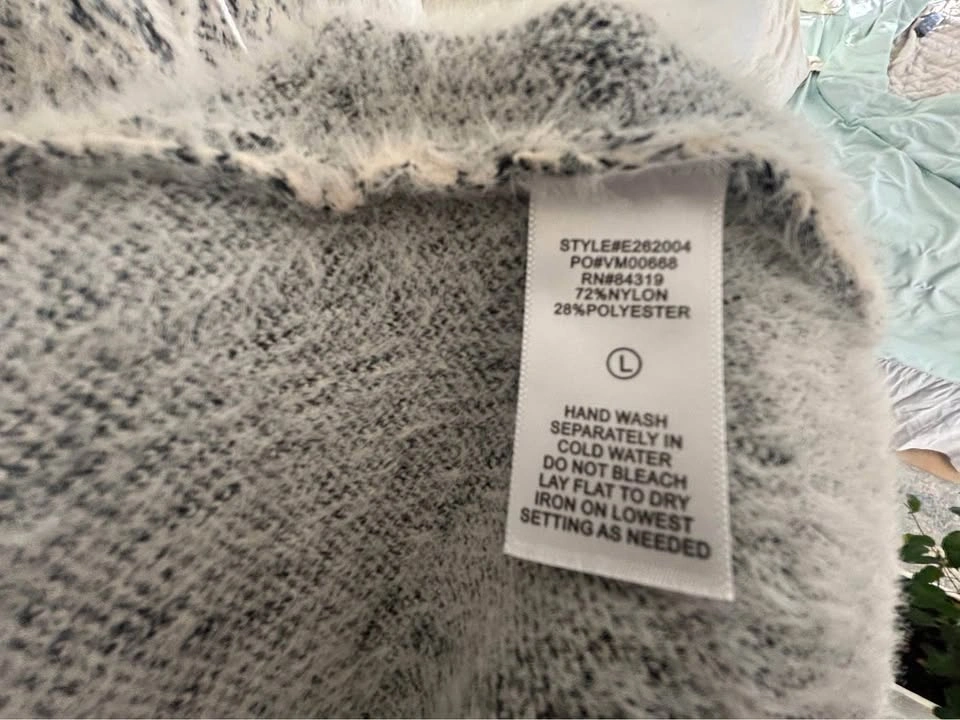 STYLE#E262004
PO#VM00668
RN#84319
72%NYLON
28%POLYESTER
L
HAND WASH
SEPARATELY IN
COLD WATER
DO NOT BLEACH
LAY FLAT TO DRY
IRON ON LOWEST
SETTING AS NEEDED